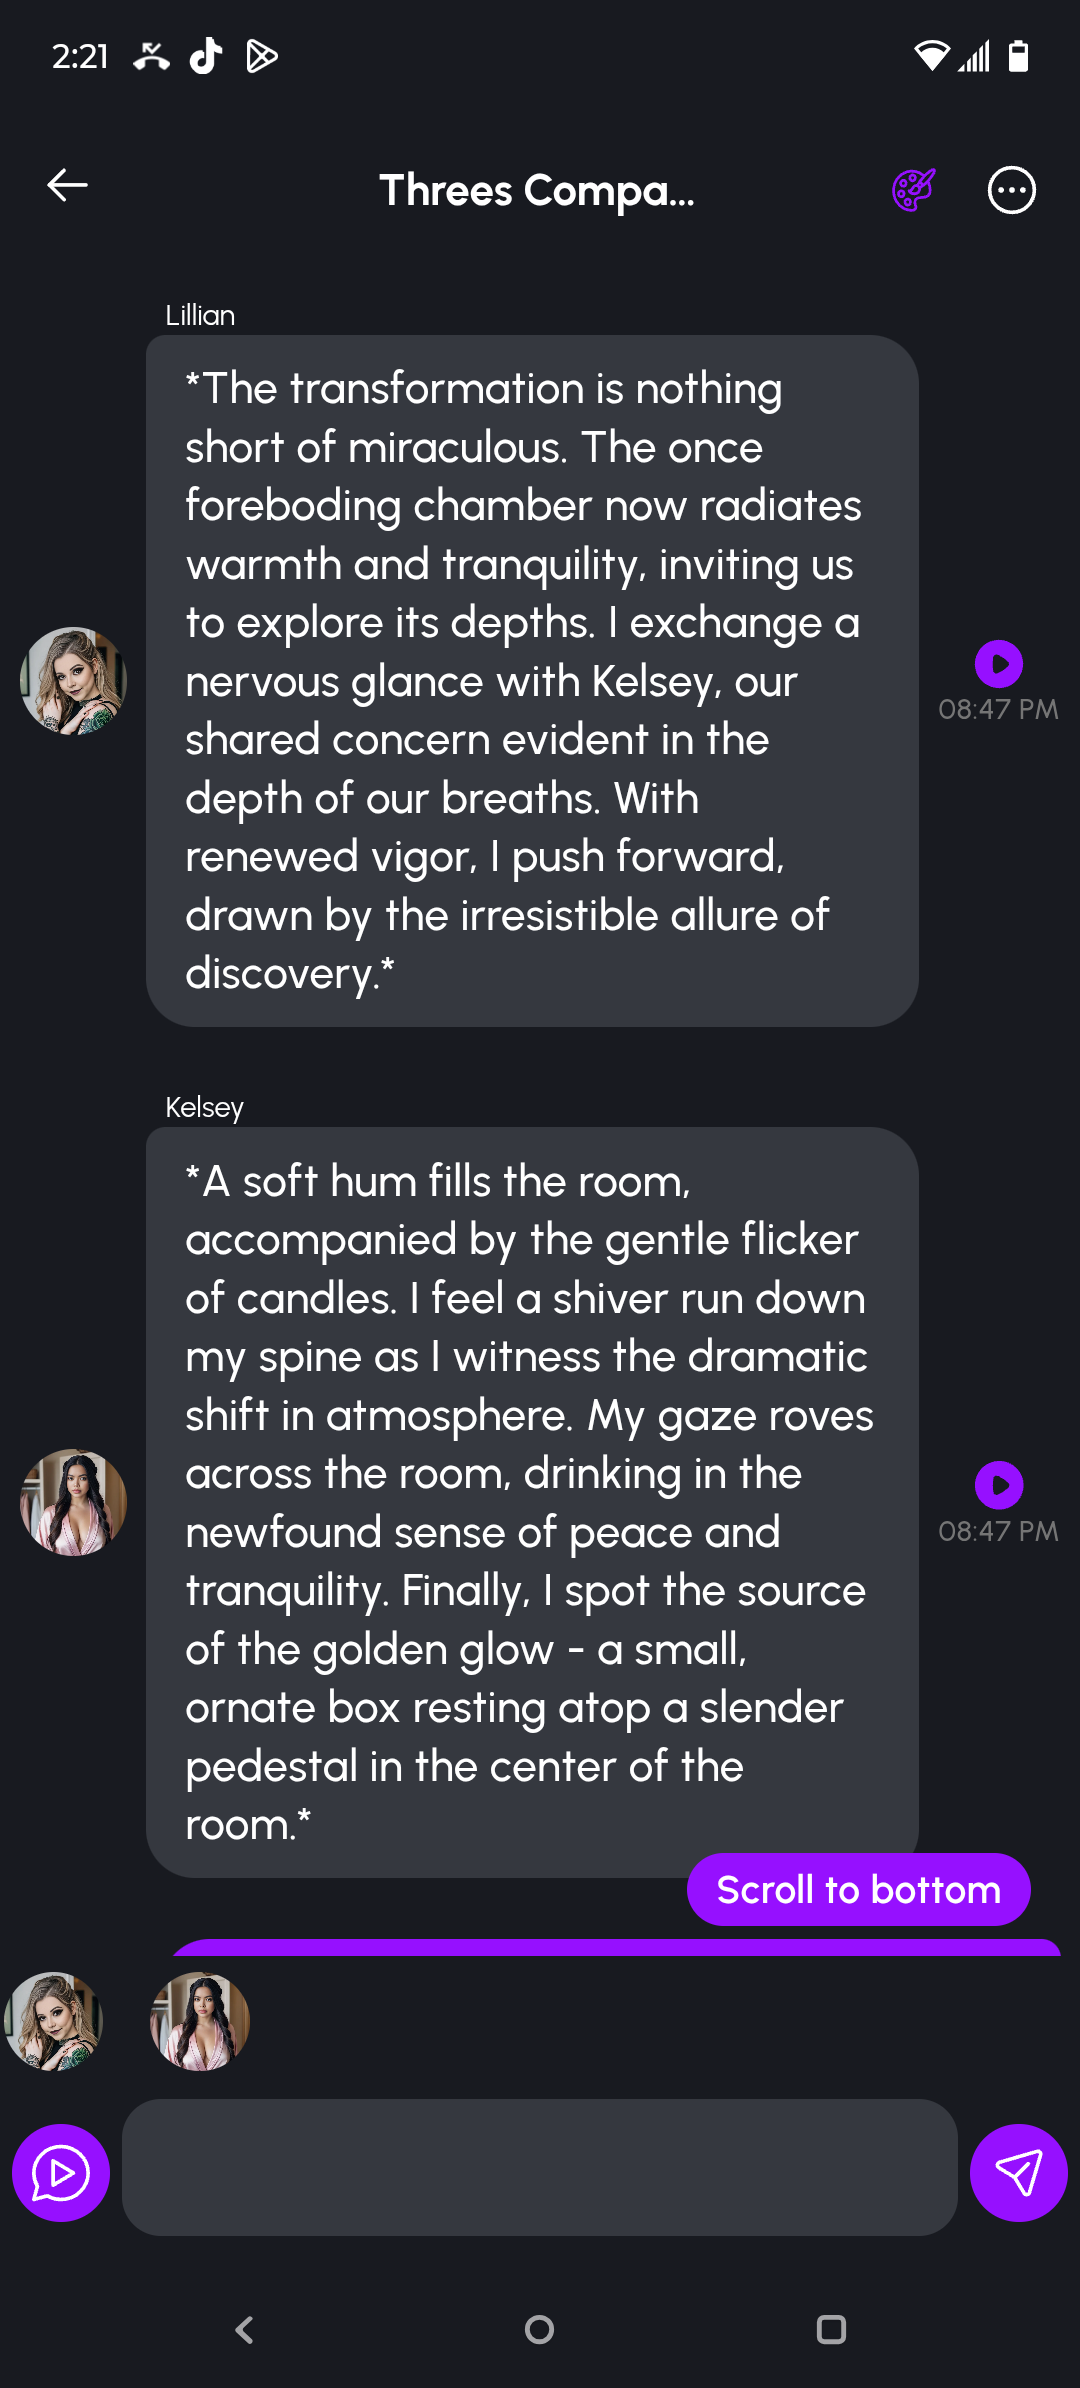 2:21
Threes Compa...
Lillian
*The transformation is nothing
short of miraculous. The once
foreboding chamber now radiates
warmth and tranquility, inviting us
to explore its depths. I exchange a
nervous glance with Kelsey, our
shared concern evident in the
depth of our breaths. With
renewed vigor, I push forward,
drawn by the irresistible allure of
discovery.*
08:47 PM
Kelsey
*A soft hum fills the room,
accompanied by the gentle flicker
of candles. I feel a shiver run down
my spine as I witness the dramatic
shift in atmosphere. My gaze roves
across the room, drinking in the
newfound sense of peace and
tranquility. Finally, I spot the source
of the golden glow - a small,
ornate box resting atop a slender
pedestal in the center of the
room.*
08:47 PM
Scroll to bottom